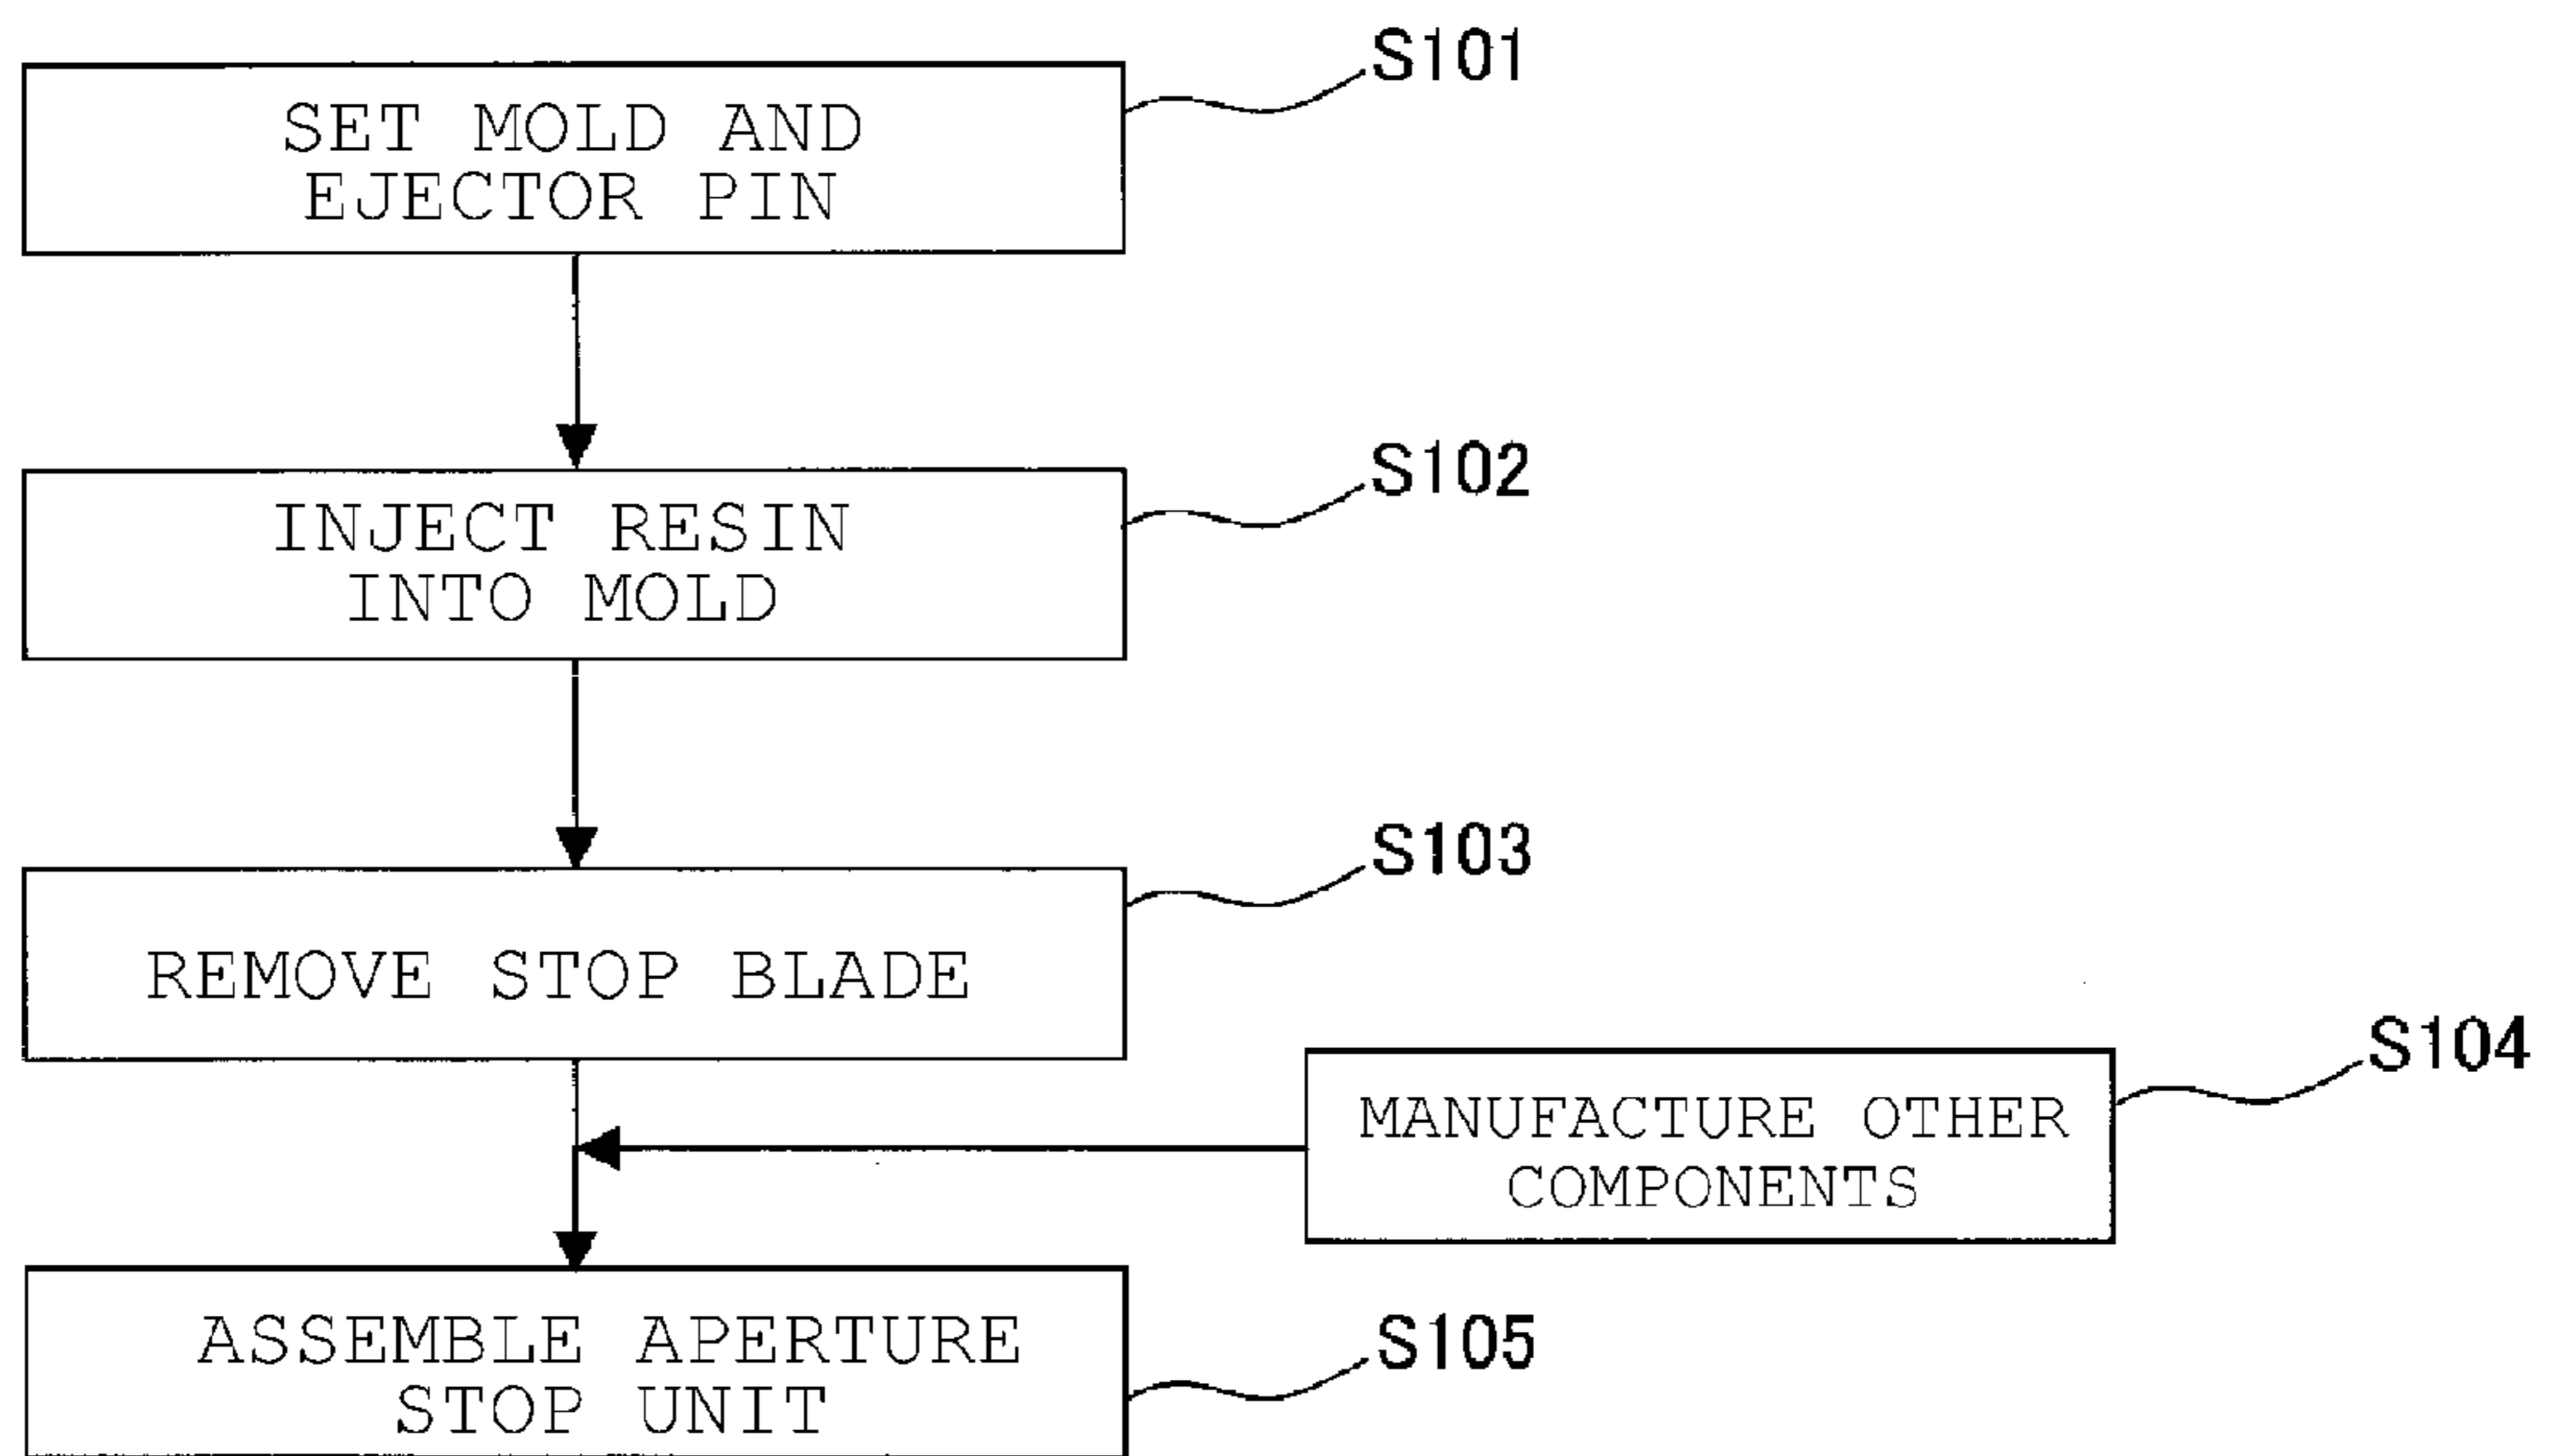 S101
SET MOLD AND
EJECTOR PIN
S102
INJECT RESIN
INTO MOLD
S103
REMOVE STOP BLADE
S104
MANUFACTURE OTHER
COMPONENTS
S105
ASSEMBLE APERTURE
STOP UNIT